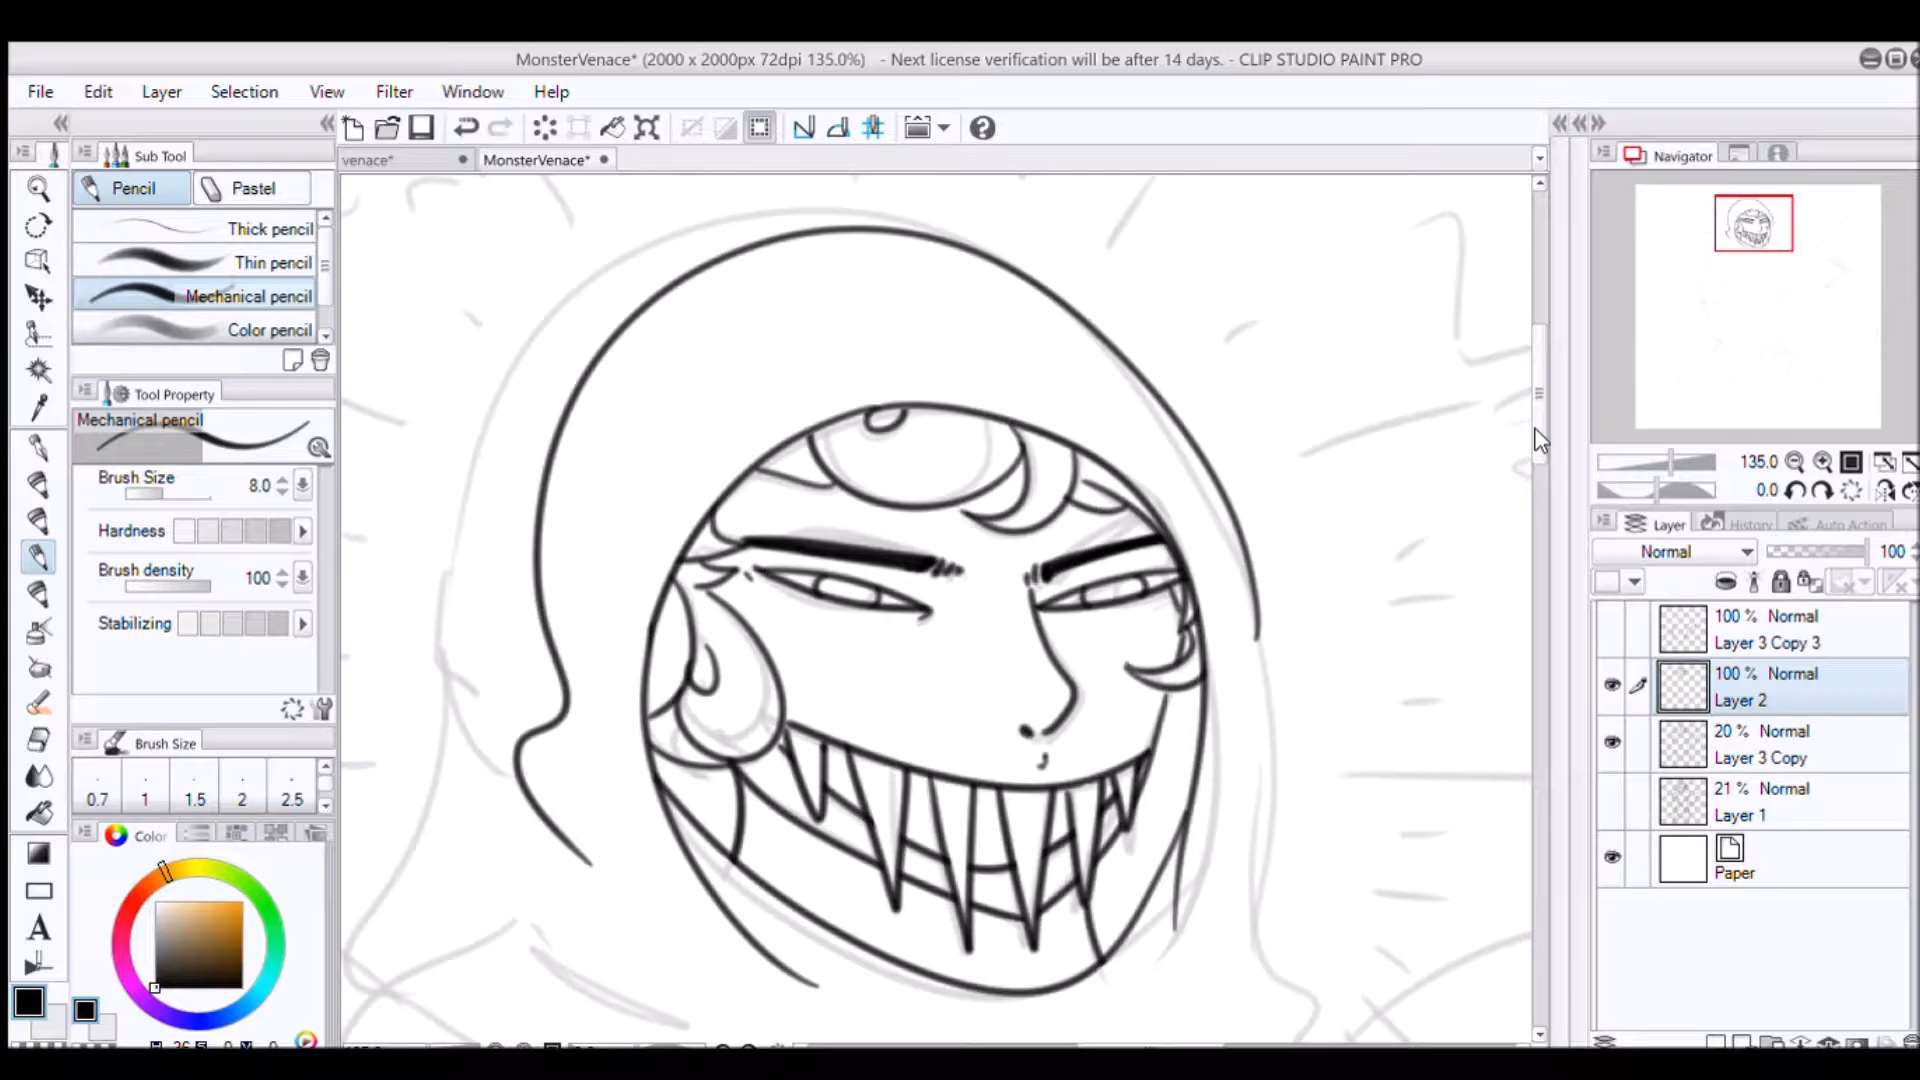 MonsterVenace* (2000 x 2000px 72dpi 135.0%) - Next license verification will be after 14 days. - CLIP STUDIO PAINT PRO
File Edit Layer Selection View Filter Window Help
Sub Tool
venace* MonsterVenace*
Navigator
Pencil Pastel
Thick pencil
Thin pencil
Mechanical pencil
Color pencil
Tool Property
Mechanical pencil
Brush Size 8.0
Hardness
Brush density 100
Stabilizing
Brush Size
0.7 1 1.5 2 2.5
Color
A
135.0
0.0
Layer History Auto Action
Normal 100
100 % Normal
Layer 3 Copy 3
100 % Normal
Layer 2
20 % Normal
Layer 3 Copy
21 % Normal
Layer 1
Paper